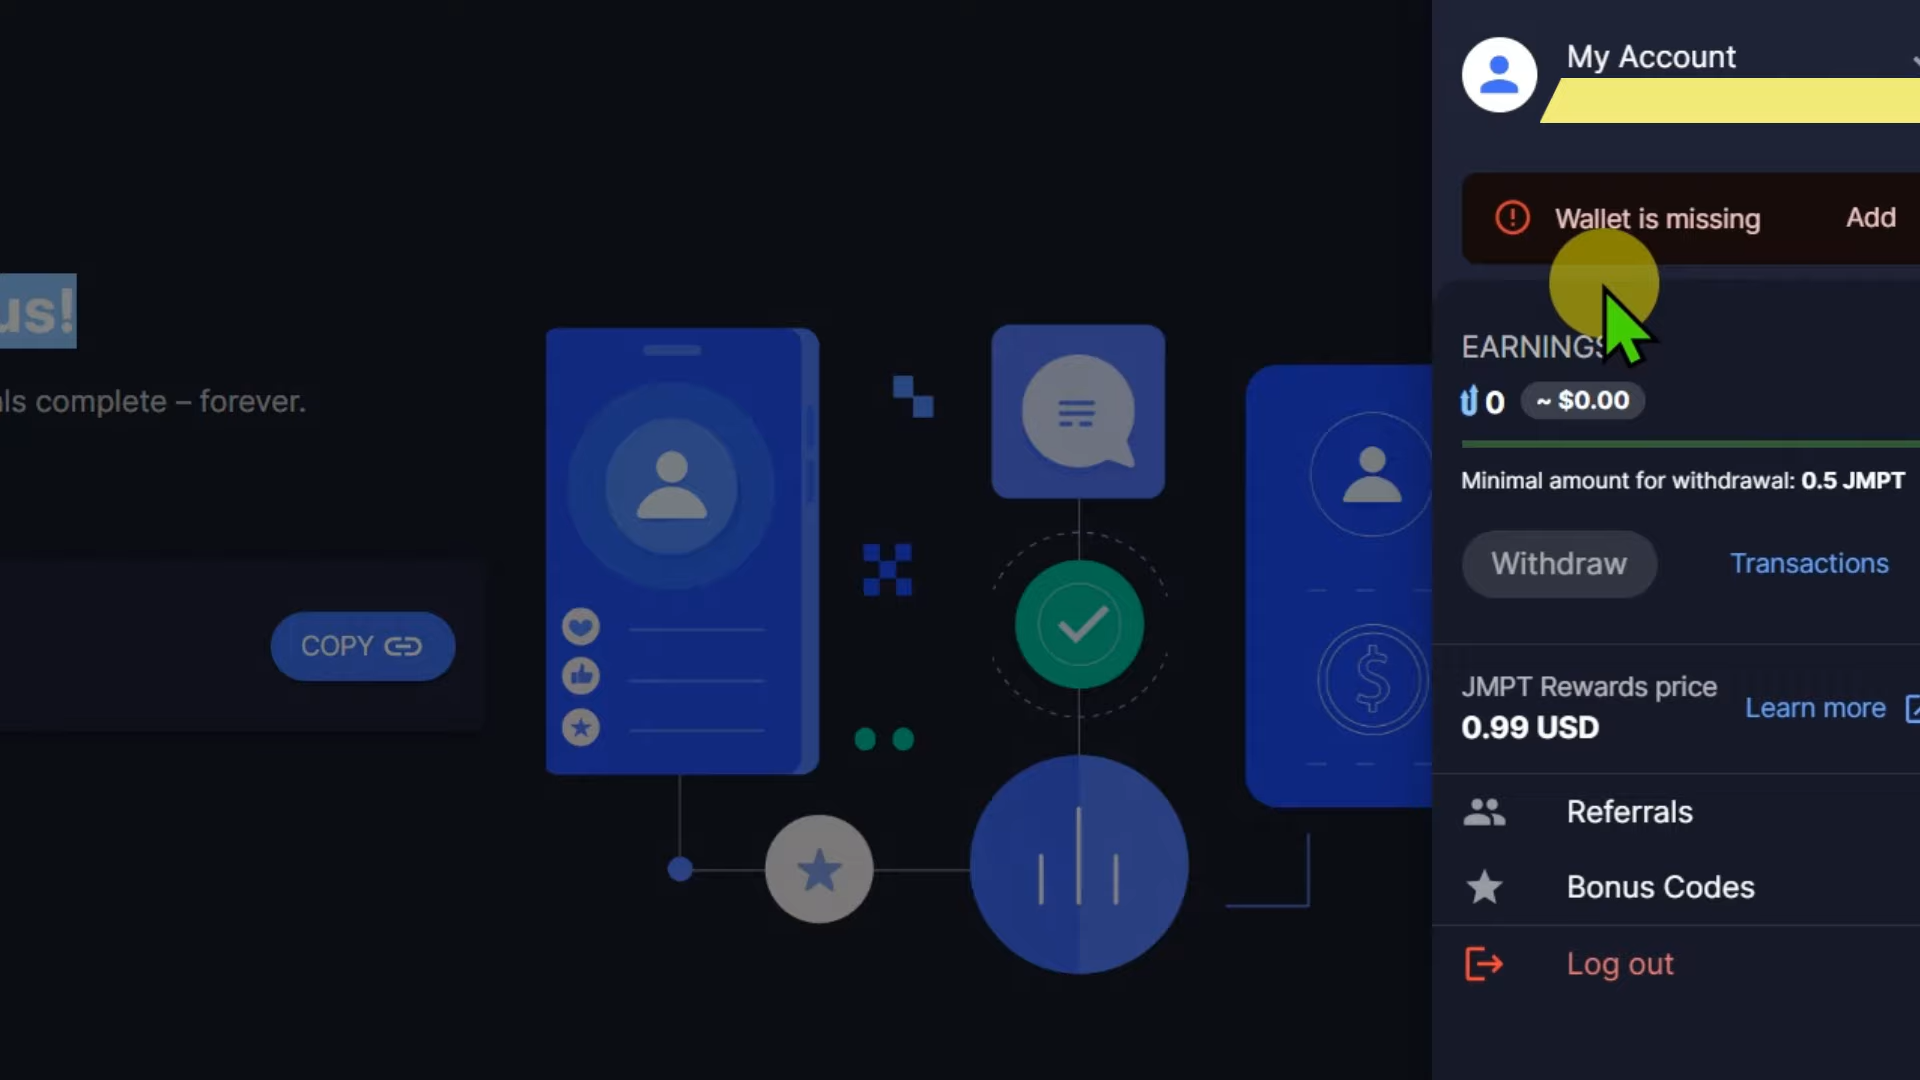 us!
ls complete – forever.
COPY
My Account
Wallet is missing
Add
EARNINGS
0
~ $0.00
Minimal amount for withdrawal: 0.5 JMPT
Withdraw
Transactions
JMPT Rewards price
Learn more
0.99 USD
Referrals
Bonus Codes
Log out